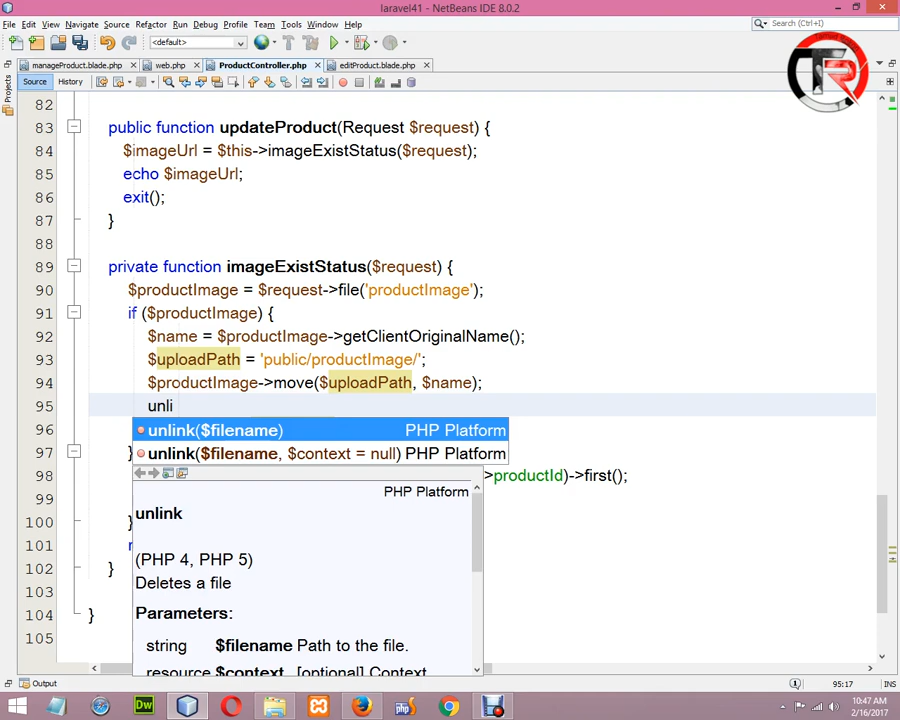 laravel41 - NetBeans IDE 8.0.2
File Edit View Navigate Source Refactor Run Debug Profile Team Tools Window Help
Search (Ctrl+I)
<default>
manageProduct.blade.php web.php ProductController.php editProduct.blade.php
Source History
Projects
82
83 public function updateProduct(Request $request) {
84 $imageUrl = $this->imageExistStatus($request);
85 echo $imageUrl;
86 exit();
87 }
88
89 private function imageExistStatus($request) {
90 $productImage = $request->file('productImage');
91 if ($productImage) {
92 $name = $productImage->getClientOriginalName();
93 $uploadPath = 'public/productImage/';
94 $productImage->move($uploadPath, $name);
95 unli
96 unlink($filename) PHP Platform
97 } unlink($filename, $context = null) PHP Platform
98 >productId)->first();
PHP Platform
99
unlink
100 }
101 r
(PHP 4, PHP 5)
102 }
Deletes a file
103
104 }
Parameters:
105
string $filename Path to the file.
resource $context [optional] Context
Output
95:17 INS
10:47 AM
2/16/2017